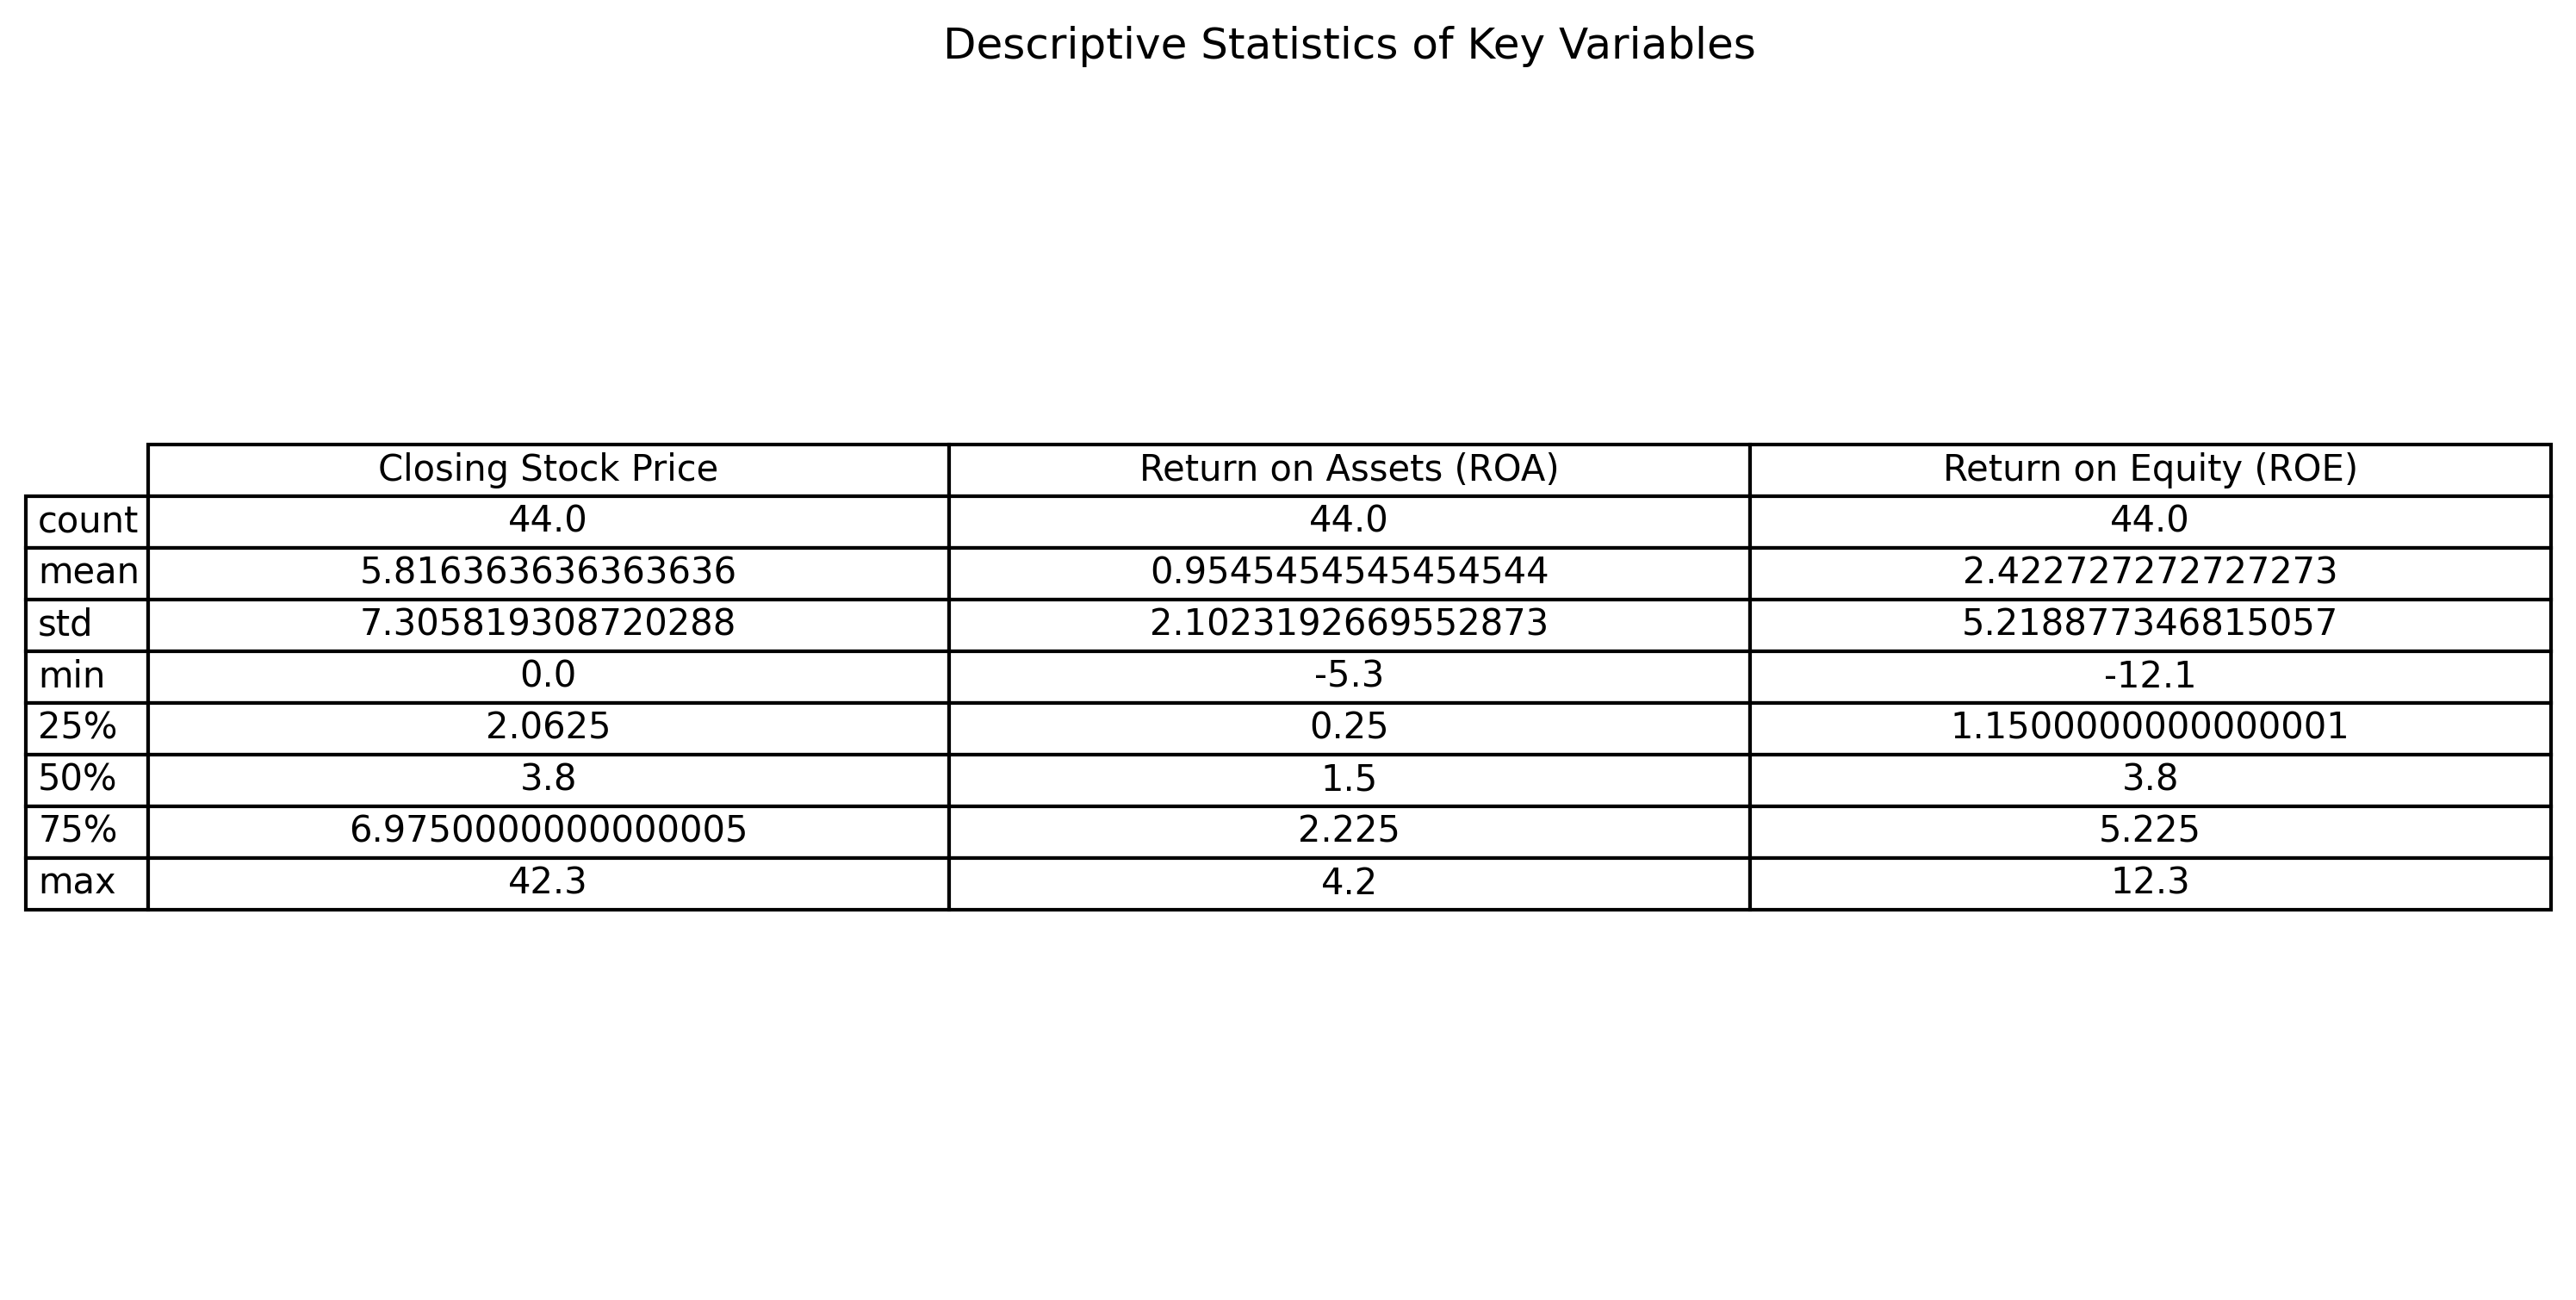 Descriptive Statistics of Key Variables
Closing Stock Price Return on Assets (ROA) Return on Equity (ROE)
count 44.0 44.0 44.0
mean 5.816363636363636 0.9545454545454544 2.422727272727273
std 7.305819308720288 2.1023192669552873 5.218877346815057
min 0.0 -5.3 -12.1
25% 2.0625 0.25 1.1500000000000001
50% 3.8 1.5 3.8
75% 6.9750000000000005 2.225 5.225
max 42.3 4.2 12.3